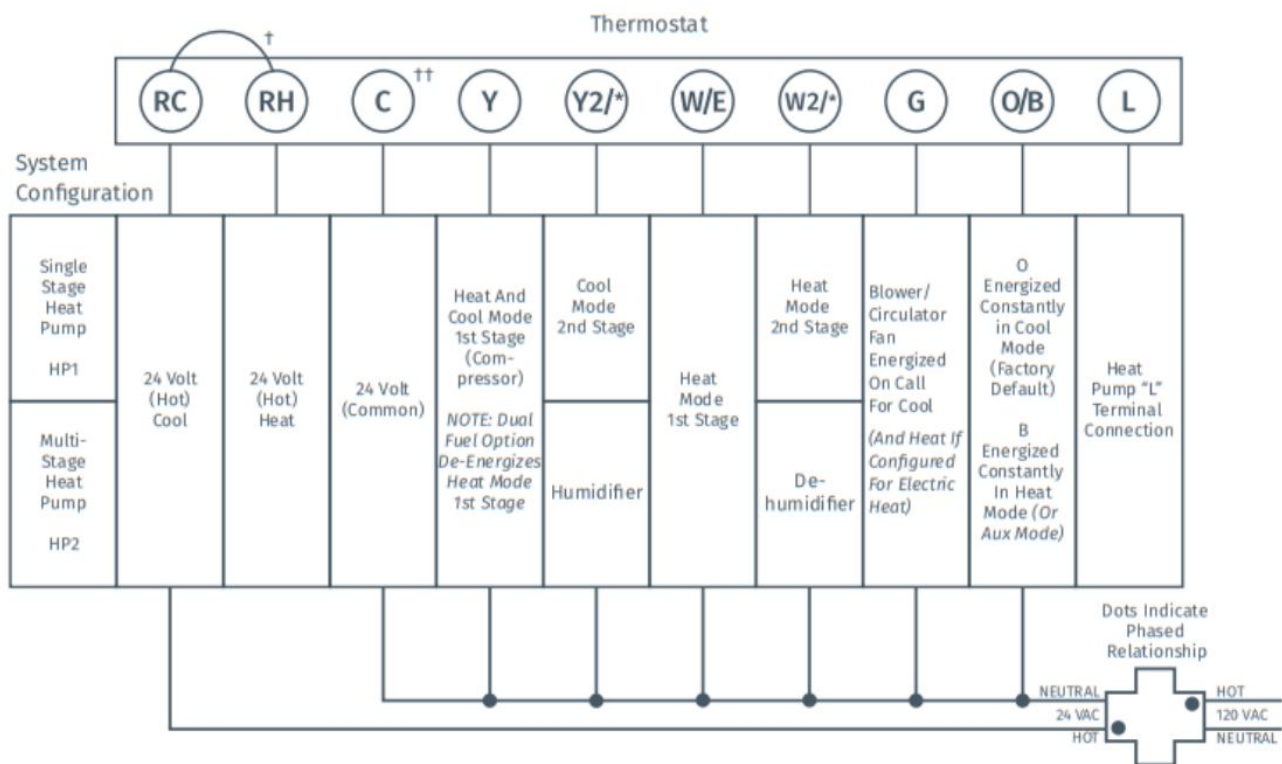 Thermostat
†
††
RC
RH
C
Y
Y2/*
W/E
W2/*
G
O/B
L
System
Configuration
Single
Stage
Heat
Pump
HP1
Multi-
Stage
Heat
Pump
HP2
24 Volt
(Hot)
Cool
24 Volt
(Hot)
Heat
24 Volt
(Common)
Heat And
Cool Mode
1st Stage
(Com-
pressor)
NOTE: Dual
Fuel Option
De-Energizes
Heat Mode
1st Stage
Cool
Mode
2nd Stage
Humidifier
Heat
Mode
1st Stage
Heat
Mode
2nd Stage
De-
humidifier
Blower/
Circulator
Fan
Energized
On Call
For Cool
(And Heat If
Configured
For Electric
Heat)
O
Energized
Constantly
in Cool
Mode
(Factory
Default)
B
Energized
Constantly
In Heat
Mode (Or
Aux Mode)
Heat
Pump “L”
Terminal
Connection
Dots Indicate
Phased
Relationship
NEUTRAL
24 VAC
HOT
HOT
120 VAC
NEUTRAL